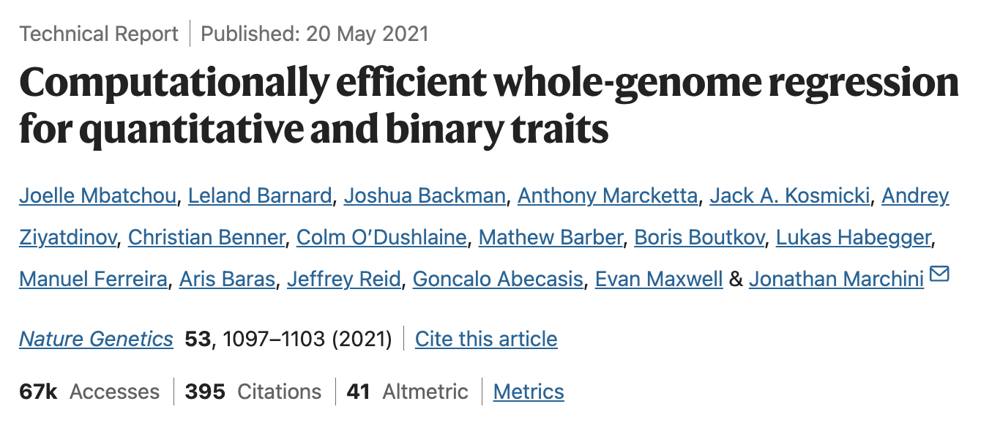 Technical Report | Published: 20 May 2021
Computationally efficient whole-genome regression
for quantitative and binary traits
Joelle Mbatchou, Leland Barnard, Joshua Backman, Anthony Marcketta, Jack A. Kosmicki, Andrey
Ziyatdinov, Christian Benner, Colm O’Dushlaine, Mathew Barber, Boris Boutkov, Lukas Habegger,
Manuel Ferreira, Aris Baras, Jeffrey Reid, Goncalo Abecasis, Evan Maxwell & Jonathan Marchini
Nature Genetics 53, 1097–1103 (2021) | Cite this article
67k Accesses | 395 Citations | 41 Altmetric | Metrics